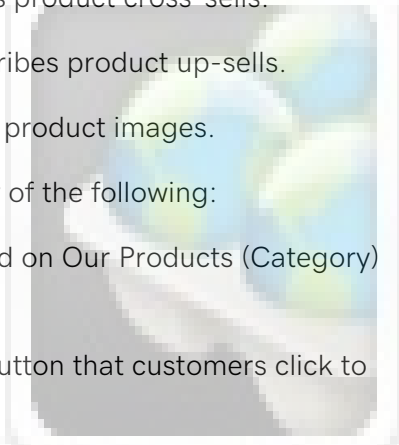 s product cross-sells.
ribes product up-sells.
product images.
of the following:
d on Our Products (Category)
utton that customers click to